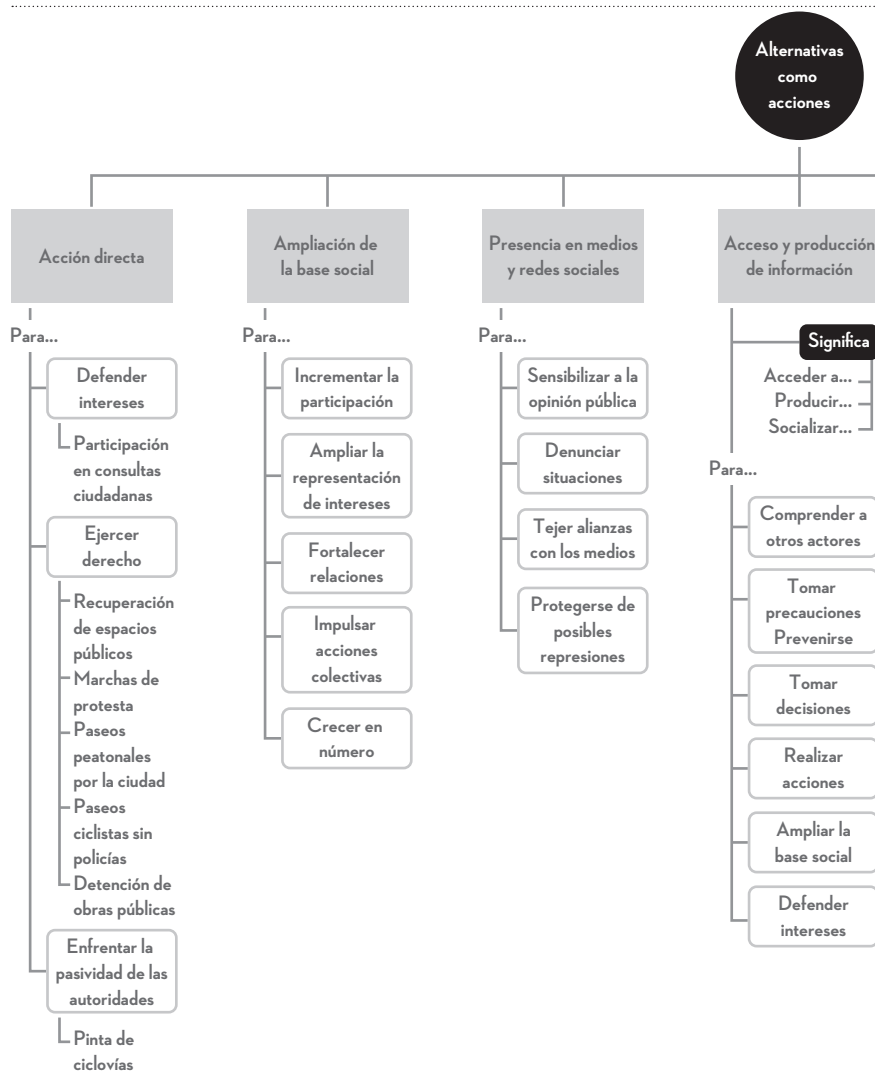 Alternativas
como
acciones
Acción directa
Para...
Defender
intereses
Participación
en consultas
ciudadanas
Ejercer
derecho
Recuperación
de espacios
públicos
Marchas de
protesta
Paseos
peatonales
por la ciudad
Paseos
ciclistas sin
policías
Detención de
obras públicas
Enfrentar la
pasividad de las
autoridades
Pinta de
ciclovías
Ampliación de
la base social
Para...
Incrementar la
participación
Ampliar la
representación
de intereses
Fortalecer
relaciones
Impulsar
acciones
colectivas
Crecer en
número
Presencia en medios
y redes sociales
Para...
Sensibilizar a la
opinión pública
Denunciar
situaciones
Tejer alianzas
con los medios
Protegerse de
posibles
represiones
Acceso y producción
de información
Significa
Acceder a...
Producir...
Socializar...
Para...
Comprender a
otros actores
Tomar
precauciones
Prevenirse
Tomar
decisiones
Realizar
acciones
Ampliar la
base social
Defender
intereses